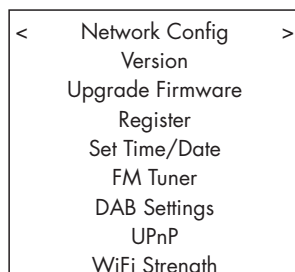 < Network Config >
Version
Upgrade Firmware
Register
Set Time/Date
FM Tuner
DAB Settings
UPnP
WiFi Strength